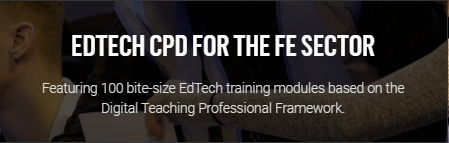 EDTECH CPD FOR THE FE SECTOR
Featuring 100 bite-size EdTech training modules based on the
Digital Teaching Professional Framework.